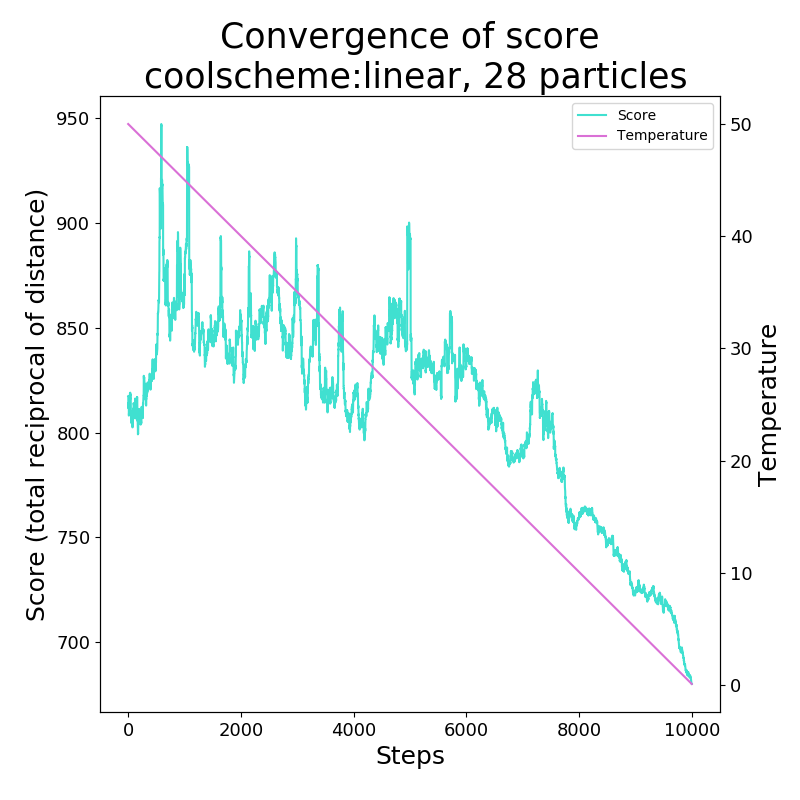 Convergence of score
coolscheme:linear, 28 particles
Score
Temperature
950
900
850
800
750
700
Score (total reciprocal of distance)
50
40
30
20
10
0
Temperature
0 2000 4000 6000 8000 10000
Steps